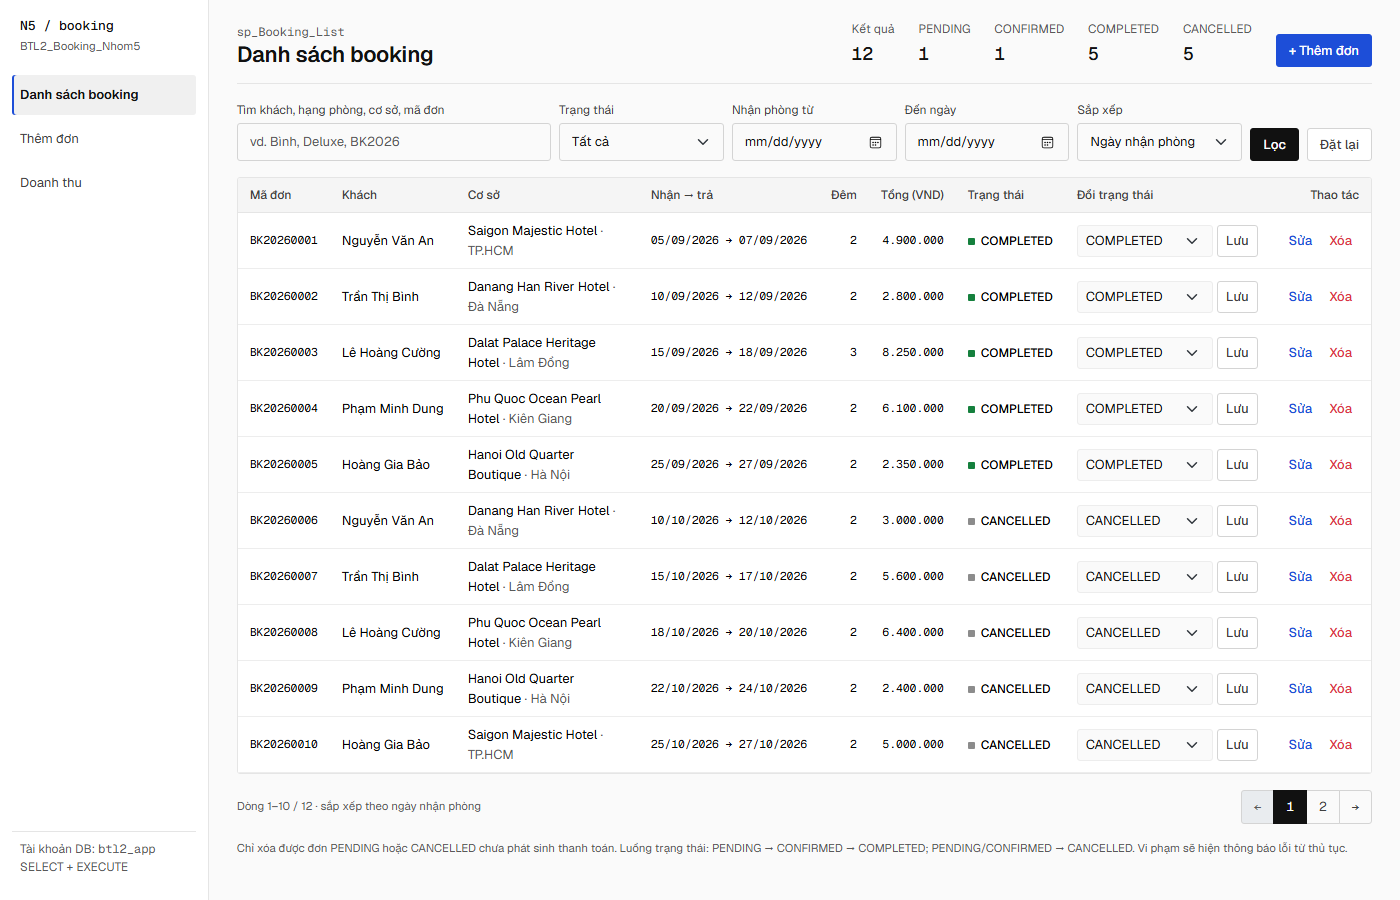 N5 / booking
BTL2_Booking_Nhom5
Danh sách booking
Thêm đơn
Doanh thu
Tài khoản DB: btl2_app
SELECT + EXECUTE
sp_Booking_List
Danh sách booking
Kết quả PENDING CONFIRMED COMPLETED CANCELLED
12 1 1 5 5
+ Thêm đơn
Tìm khách, hạng phòng, cơ sở, mã đơn Trạng thái Nhận phòng từ Đến ngày Sắp xếp
vd. Bình, Deluxe, BK2026 Tất cả mm/dd/yyyy mm/dd/yyyy Ngày nhận phòng Lọc Đặt lại
Mã đơn Khách Cơ sở Nhận → trả Đêm Tổng (VND) Trạng thái Đổi trạng thái Thao tác
BK20260001 Nguyễn Văn An Saigon Majestic Hotel · 05/09/2026 → 07/09/2026 2 4.900.000 COMPLETED COMPLETED Lưu Sửa Xóa
TP.HCM
BK20260002 Trần Thị Bình Danang Han River Hotel · 10/09/2026 → 12/09/2026 2 2.800.000 COMPLETED COMPLETED Lưu Sửa Xóa
Đà Nẵng
BK20260003 Lê Hoàng Cường Dalat Palace Heritage 15/09/2026 → 18/09/2026 3 8.250.000 COMPLETED COMPLETED Lưu Sửa Xóa
Hotel · Lâm Đồng
BK20260004 Phạm Minh Dung Phu Quoc Ocean Pearl 20/09/2026 → 22/09/2026 2 6.100.000 COMPLETED COMPLETED Lưu Sửa Xóa
Hotel · Kiên Giang
BK20260005 Hoàng Gia Bảo Hanoi Old Quarter 25/09/2026 → 27/09/2026 2 2.350.000 COMPLETED COMPLETED Lưu Sửa Xóa
Boutique · Hà Nội
BK20260006 Nguyễn Văn An Danang Han River Hotel · 10/10/2026 → 12/10/2026 2 3.000.000 CANCELLED CANCELLED Lưu Sửa Xóa
Đà Nẵng
BK20260007 Trần Thị Bình Dalat Palace Heritage 15/10/2026 → 17/10/2026 2 5.600.000 CANCELLED CANCELLED Lưu Sửa Xóa
Hotel · Lâm Đồng
BK20260008 Lê Hoàng Cường Phu Quoc Ocean Pearl 18/10/2026 → 20/10/2026 2 6.400.000 CANCELLED CANCELLED Lưu Sửa Xóa
Hotel · Kiên Giang
BK20260009 Phạm Minh Dung Hanoi Old Quarter 22/10/2026 → 24/10/2026 2 2.400.000 CANCELLED CANCELLED Lưu Sửa Xóa
Boutique · Hà Nội
BK20260010 Hoàng Gia Bảo Saigon Majestic Hotel · 25/10/2026 → 27/10/2026 2 5.000.000 CANCELLED CANCELLED Lưu Sửa Xóa
TP.HCM
Dòng 1–10 / 12 · sắp xếp theo ngày nhận phòng ← 1 2 →
Chỉ xóa được đơn PENDING hoặc CANCELLED chưa phát sinh thanh toán. Luồng trạng thái: PENDING → CONFIRMED → COMPLETED; PENDING/CONFIRMED → CANCELLED. Vi phạm sẽ hiện thông báo lỗi từ thủ tục.